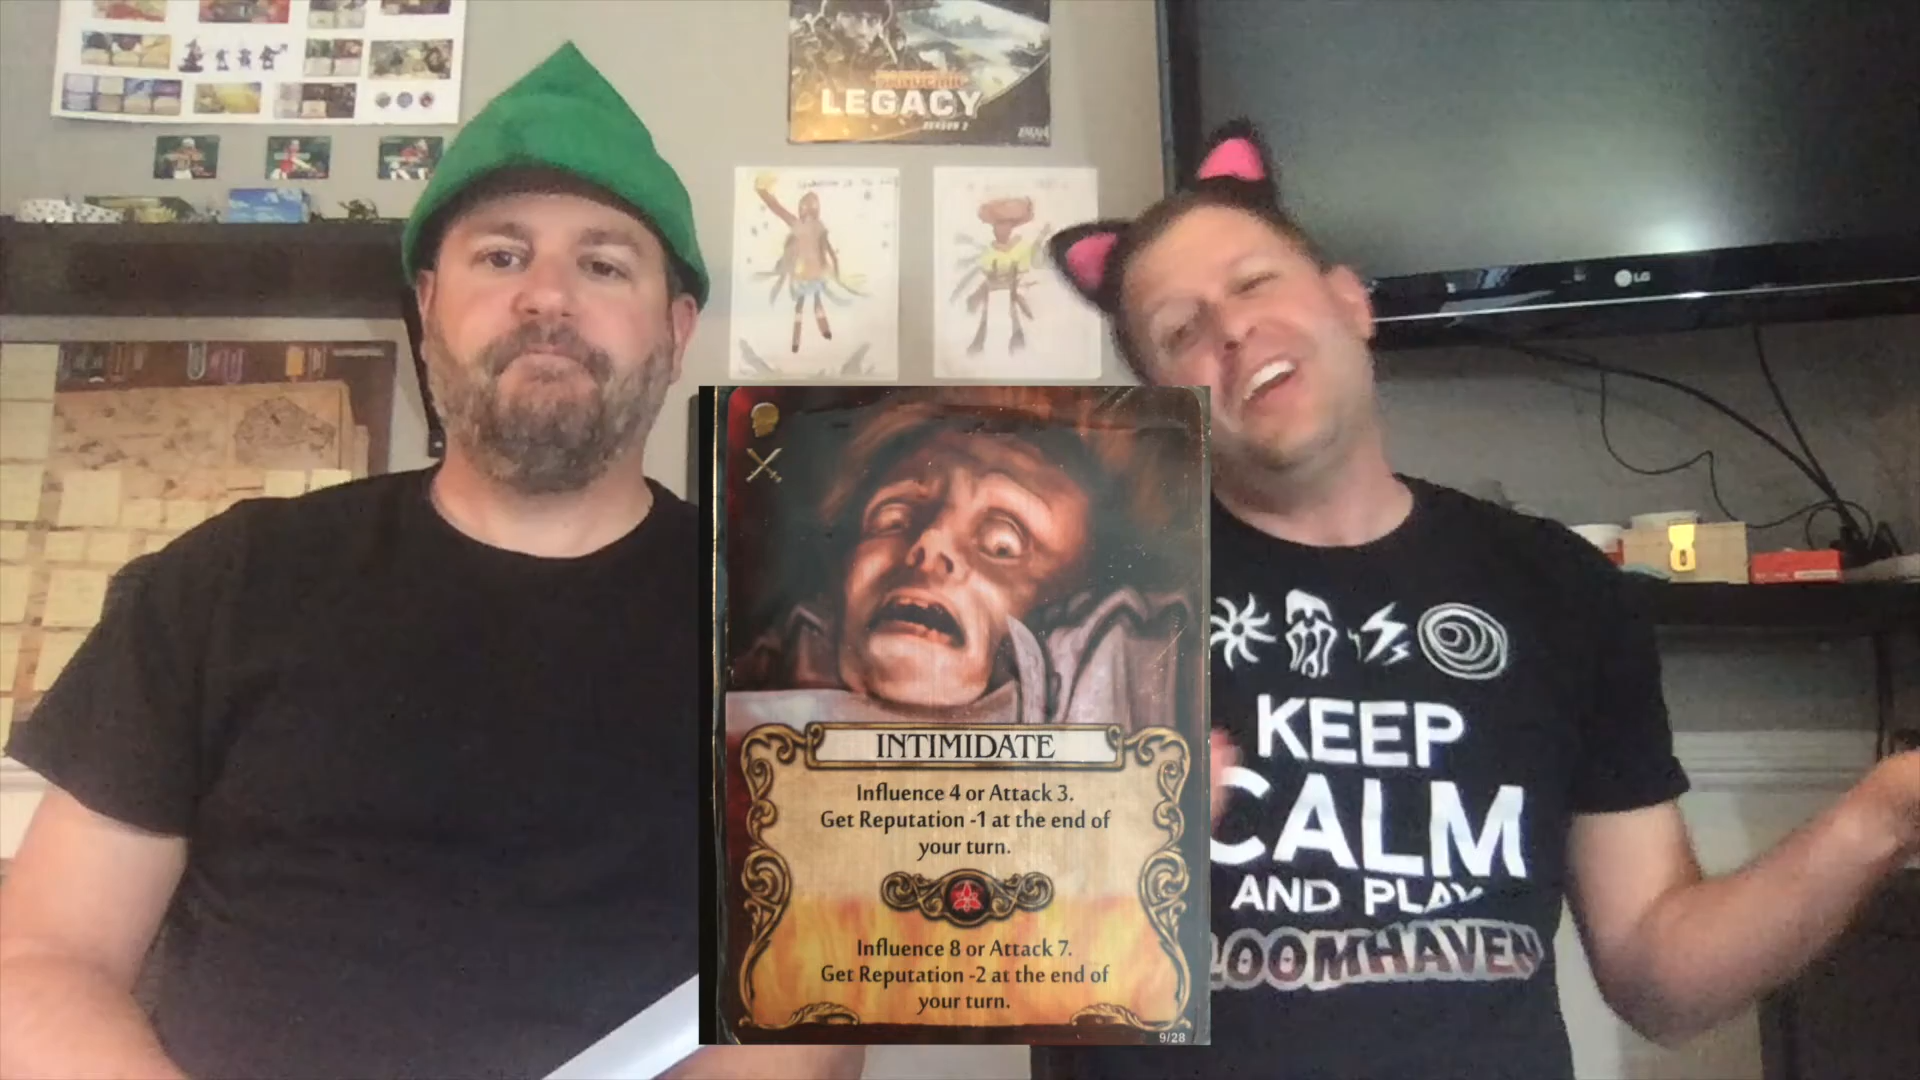 LEGACY
SEASON 2
LG
INTIMIDATE
Influence 4 or Attack 3.
Get Reputation -1 at the end of
your turn.
Influence 8 or Attack 7.
Get Reputation -2 at the end of
your turn.
9/28
KEEP
CALM
AND PLAY
LOOMHAVEN